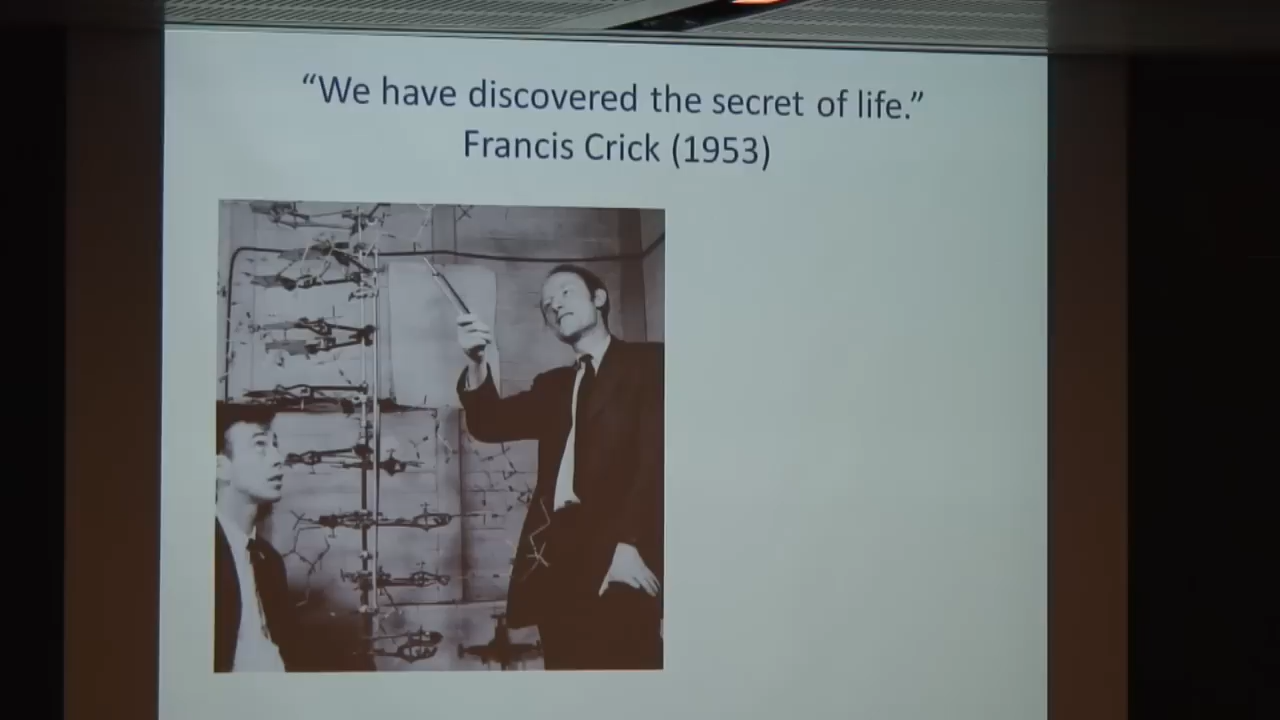 “We have discovered the secret of life.”
Francis Crick (1953)